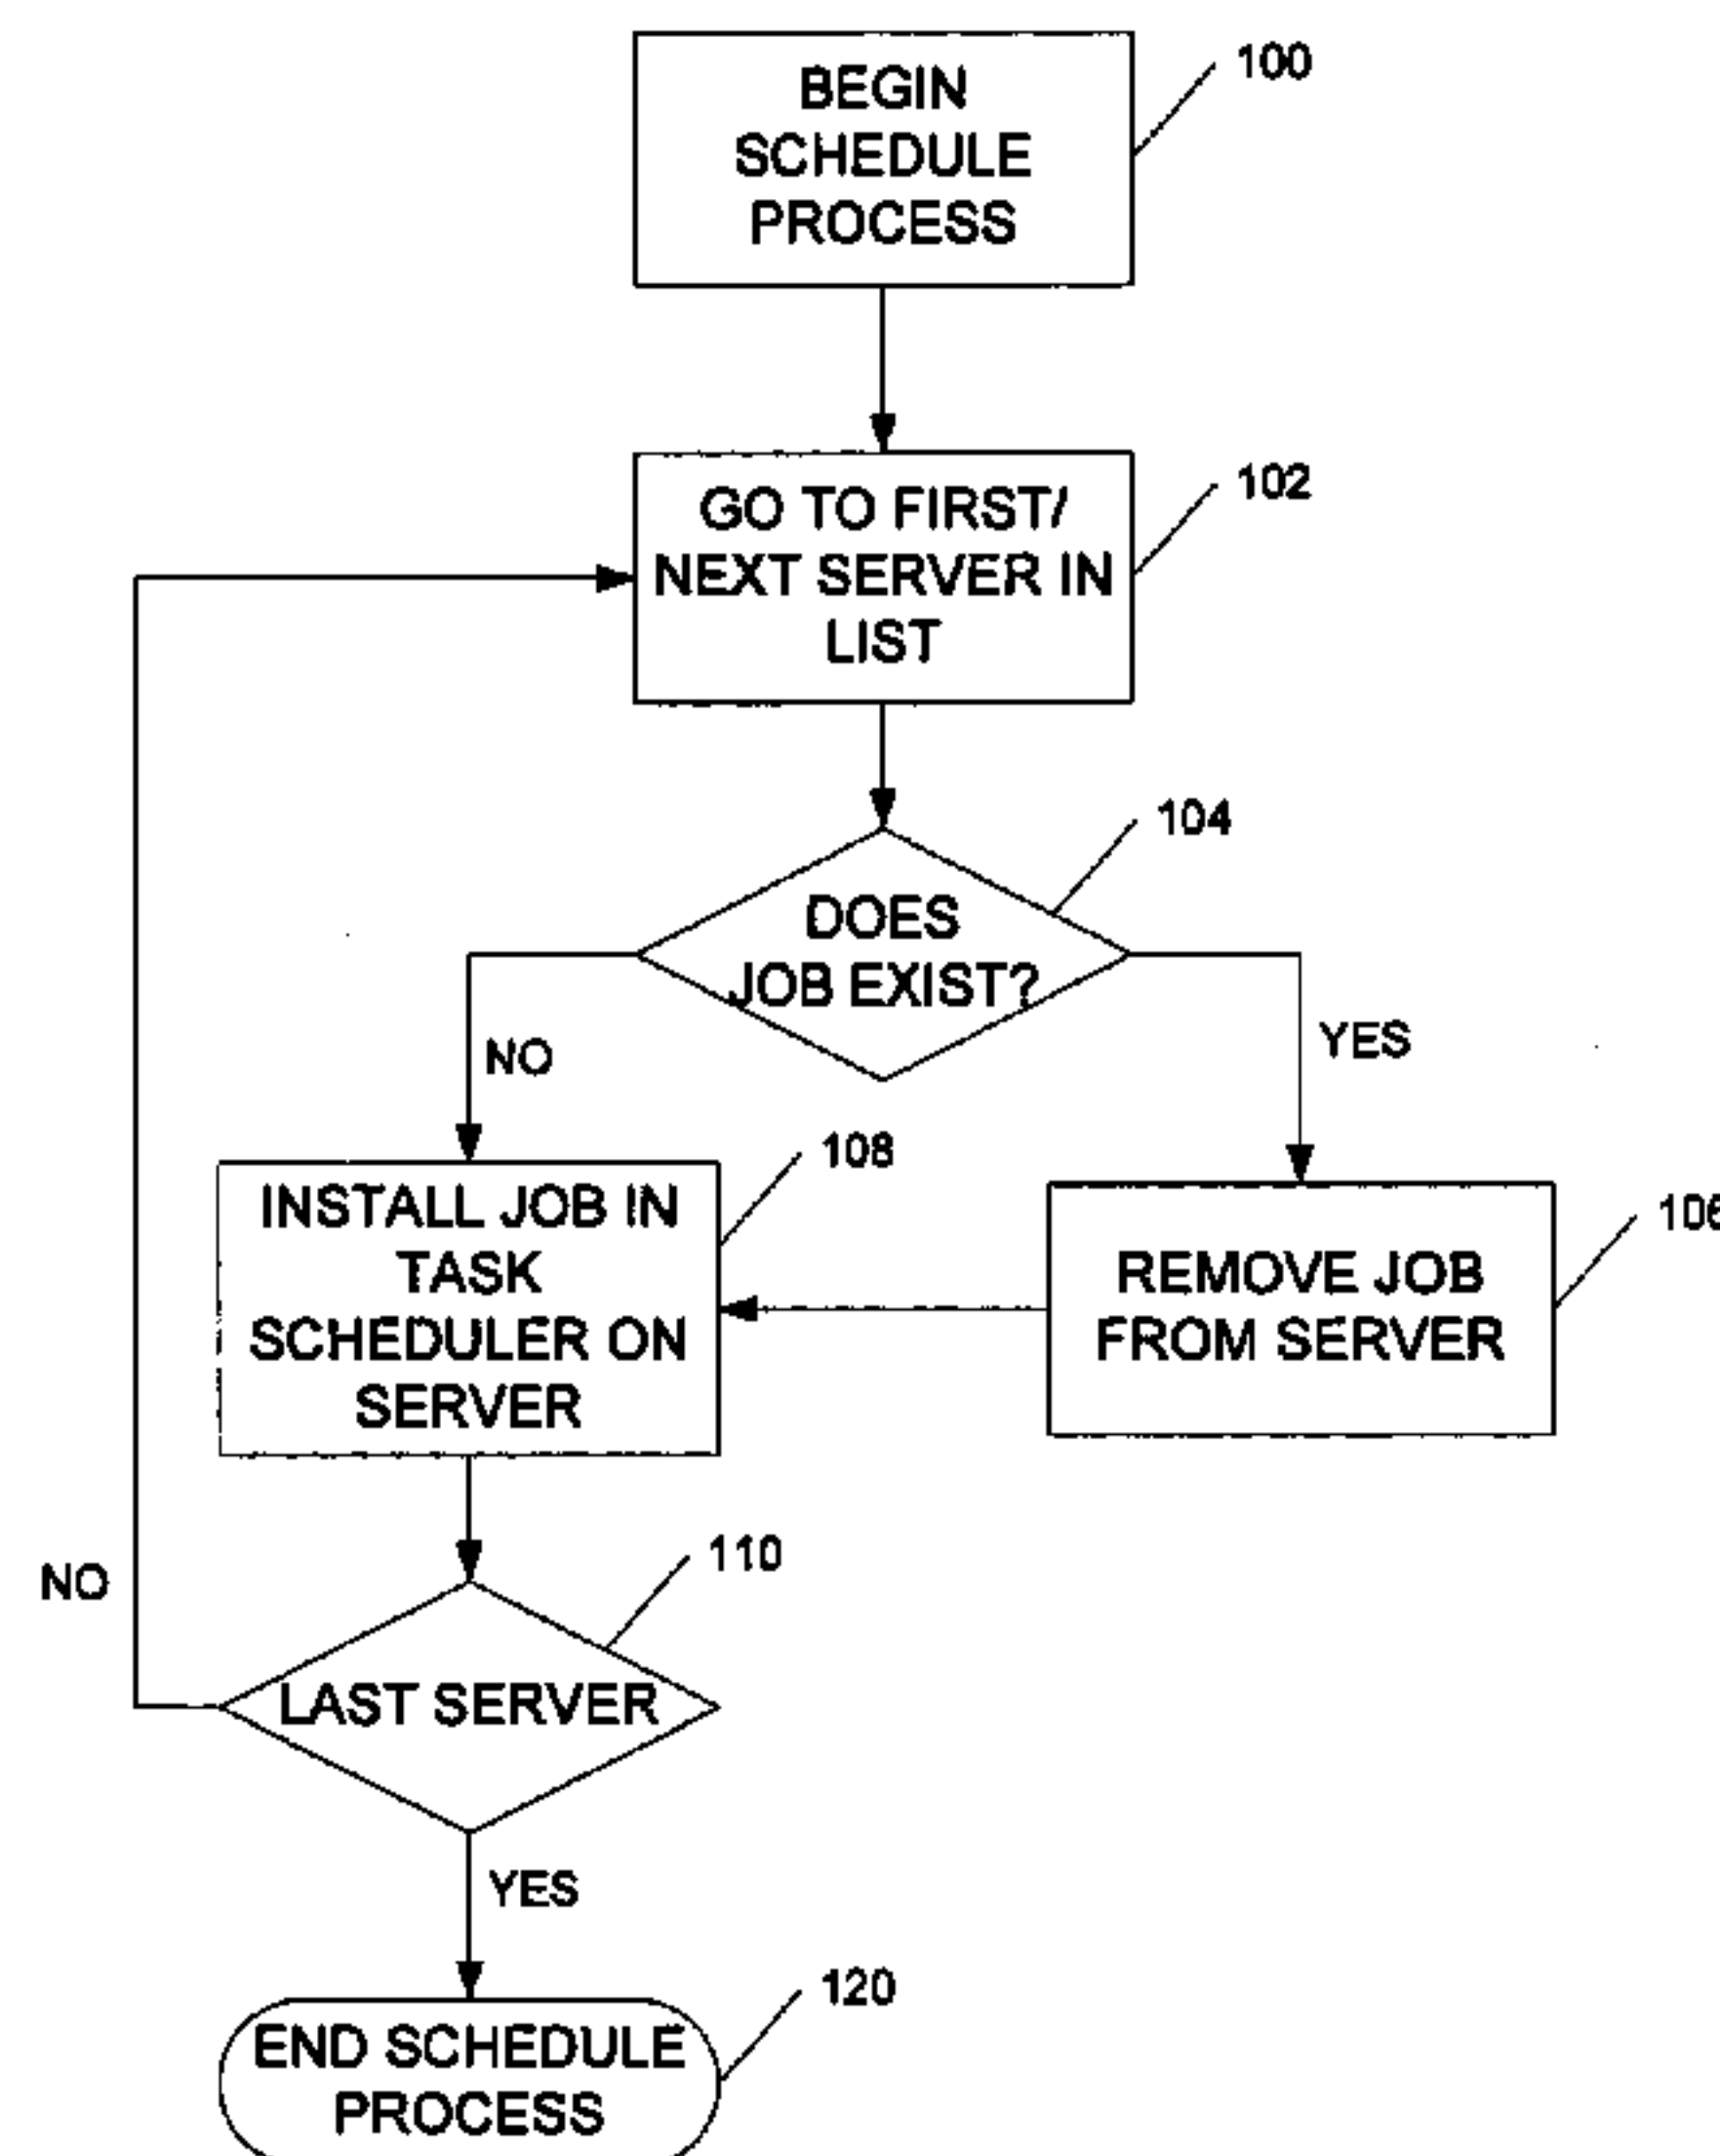 BEGIN
SCHEDULE
PROCESS
100
GO TO FIRST/
NEXT SERVER IN
LIST
102
DOES
JOB EXIST?
104
NO
YES
INSTALL JOB IN
TASK
SCHEDULER ON
SERVER
108
REMOVE JOB
FROM SERVER
106
LAST SERVER
110
NO
YES
END SCHEDULE
PROCESS
120